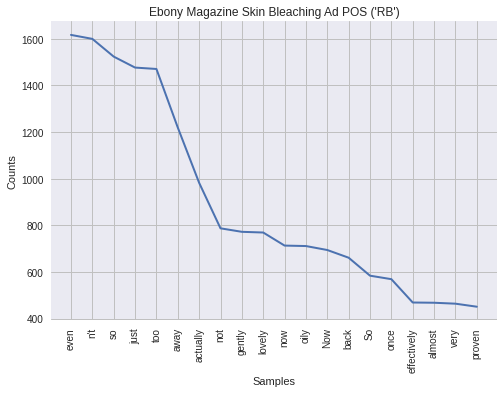 Ebony Magazine Skin Bleaching Ad POS ('RB')
1600
1400
1200
1000
800
600
400
Counts
even
n't
so
just
too
away
actually
not
gently
lovely
now
oily
Now
back
So
once
effectively
almost
very
proven
Samples